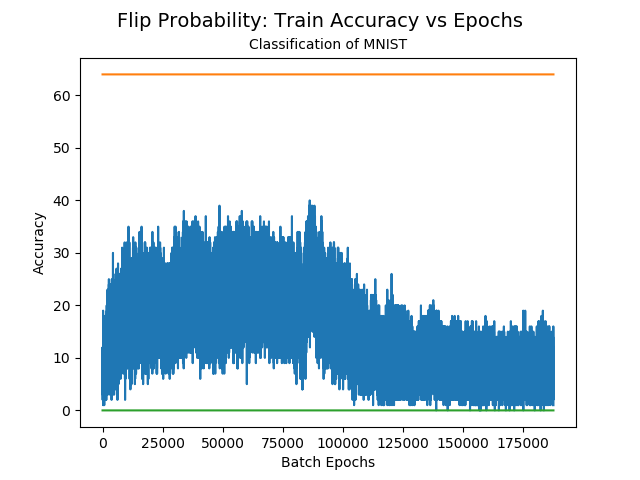 Flip Probability: Train Accuracy vs Epochs
Classification of MNIST
Accuracy
60
50
40
30
20
10
0
0 25000 50000 75000 100000 125000 150000 175000
Batch Epochs